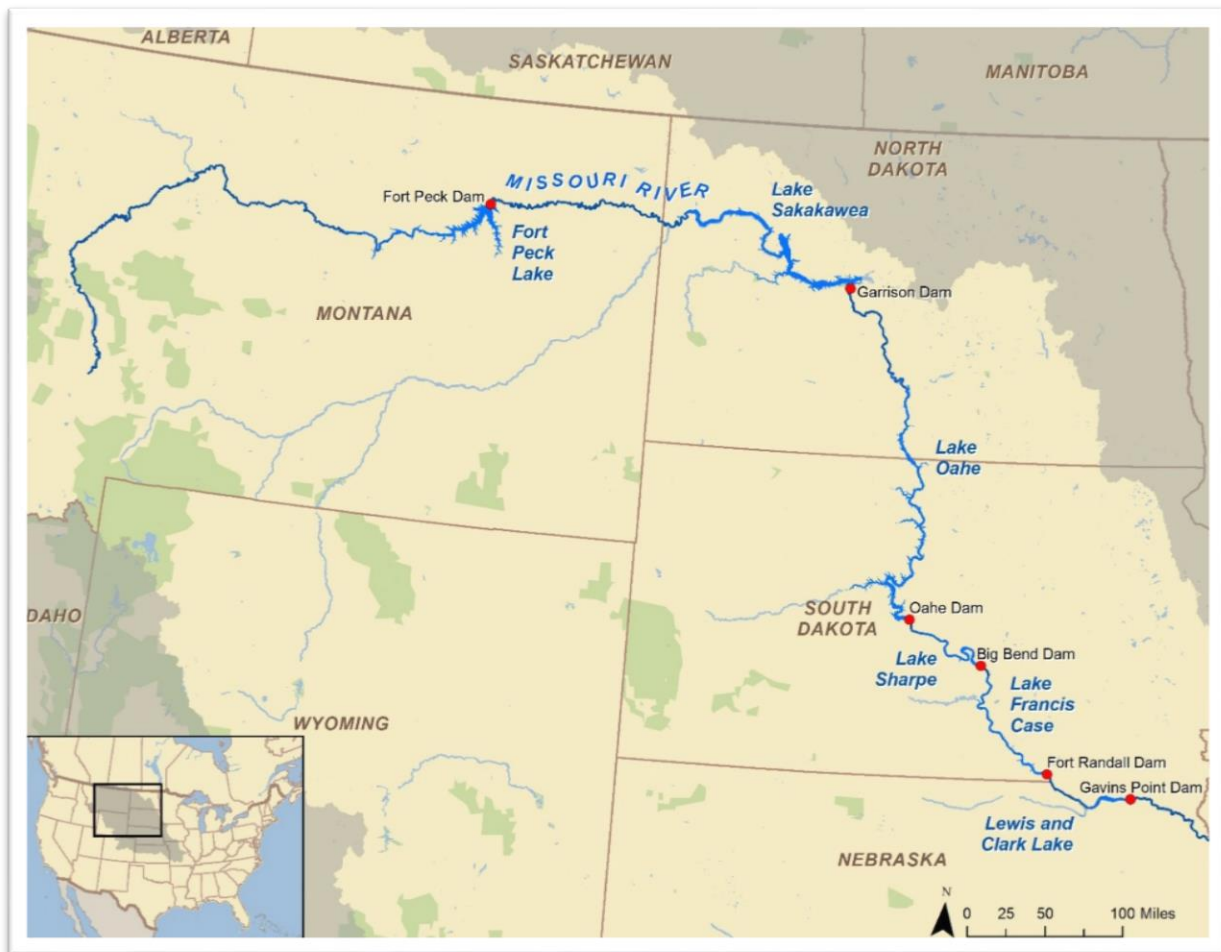 ALBERTA
SASKATCHEWAN
MANITOBA
NORTH
DAKOTA
Fort Peck Dam
MISSOURI RIVER
Lake
Sakakawea
Fort
Peck
Lake
Garrison Dam
MONTANA
Lake
Oahe
SOUTH
DAKOTA
Oahe Dam
DAHO
Big Bend Dam
Lake
Sharpe
Lake
Francis
Case
WYOMING
Fort Randall Dam
Gavins Point Dam
Lewis and
Clark Lake
NEBRASKA
N
0 25 50 100 Miles